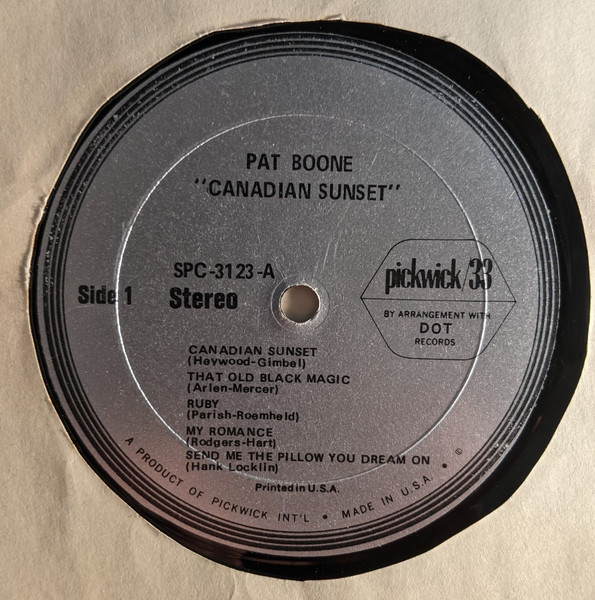 PAT BOONE
"CANADIAN SUNSET"
SPC-3123-A
Side 1
Stereo
pickwick/33
BY ARRANGEMENT WITH
DOT
RECORDS
CANADIAN SUNSET
(Heywood-Gimbel)
THAT OLD BLACK MAGIC
(Arlen-Mercer)
RUBY
(Parish-Roemheld)
MY ROMANCE
(Rodgers-Hart)
SEND ME THE PILLOW YOU DREAM ON
(Hank Locklin)
Printed in U.S.A.
A PRODUCT OF PICKWICK INT'L • MADE IN U.S.A. • ©